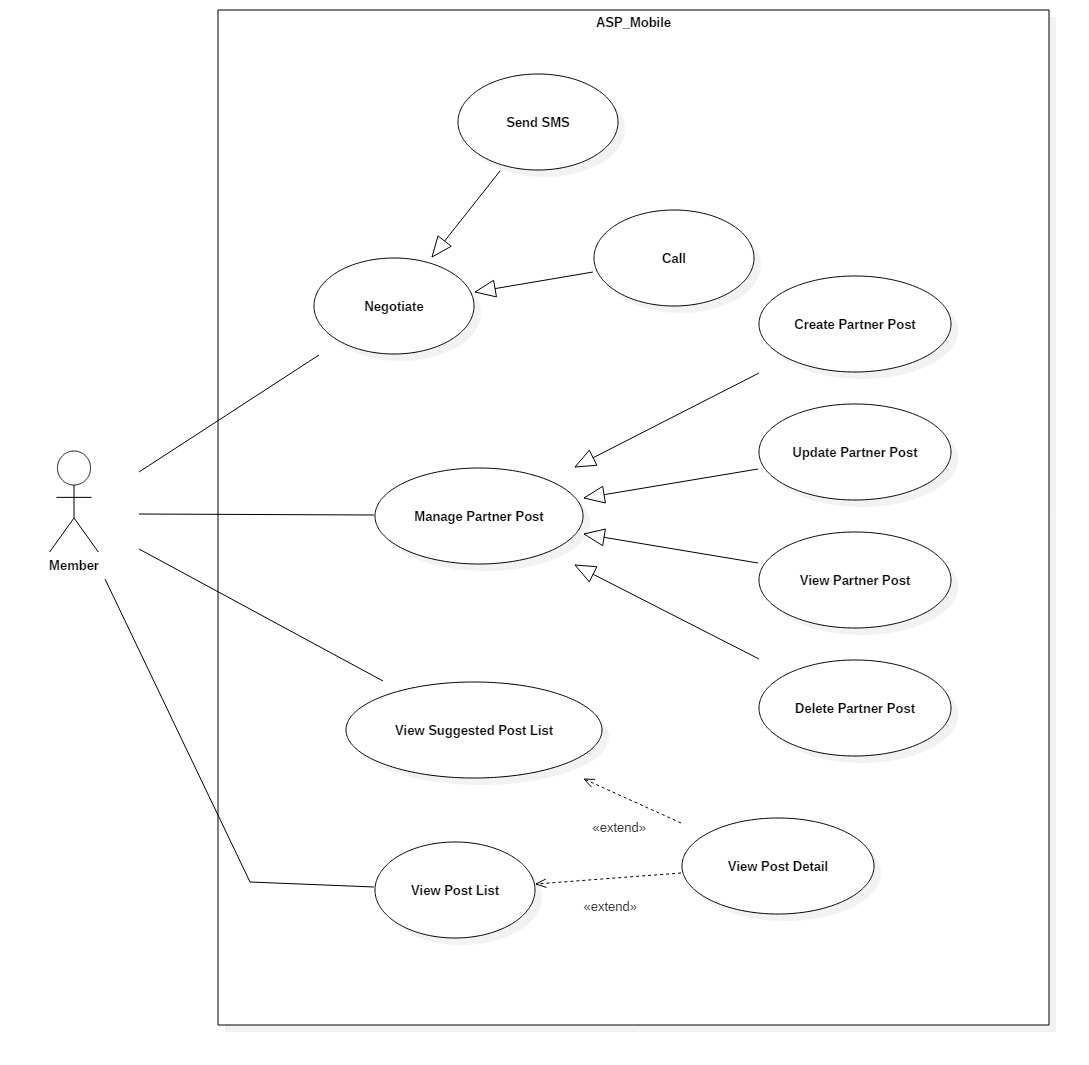 ASP_Mobile
Send SMS
Call
Negotiate
Create Partner Post
Update Partner Post
Manage Partner Post
Member
View Partner Post
Delete Partner Post
View Suggested Post List
«extend»
View Post Detail
View Post List
«extend»